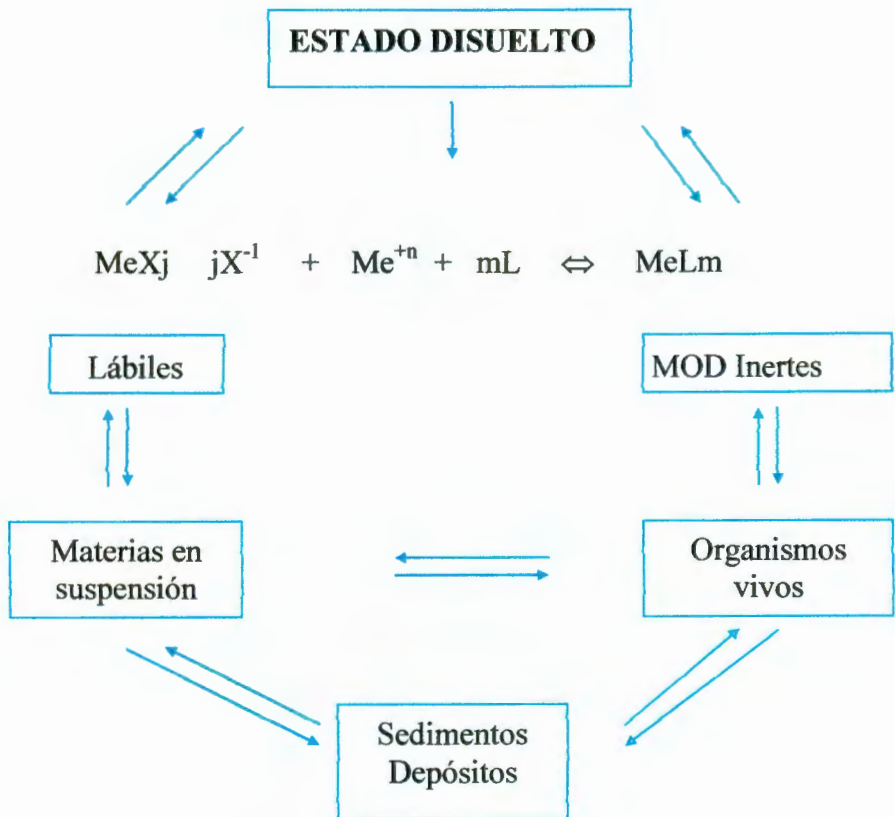 ESTADO DISUELTO
MeXj jX⁻¹ + Me⁺ⁿ + mL ⇔ MeLm
Lábiles
MOD Inertes
Materias en
suspensión
Organismos
vivos
Sedimentos
Depósitos